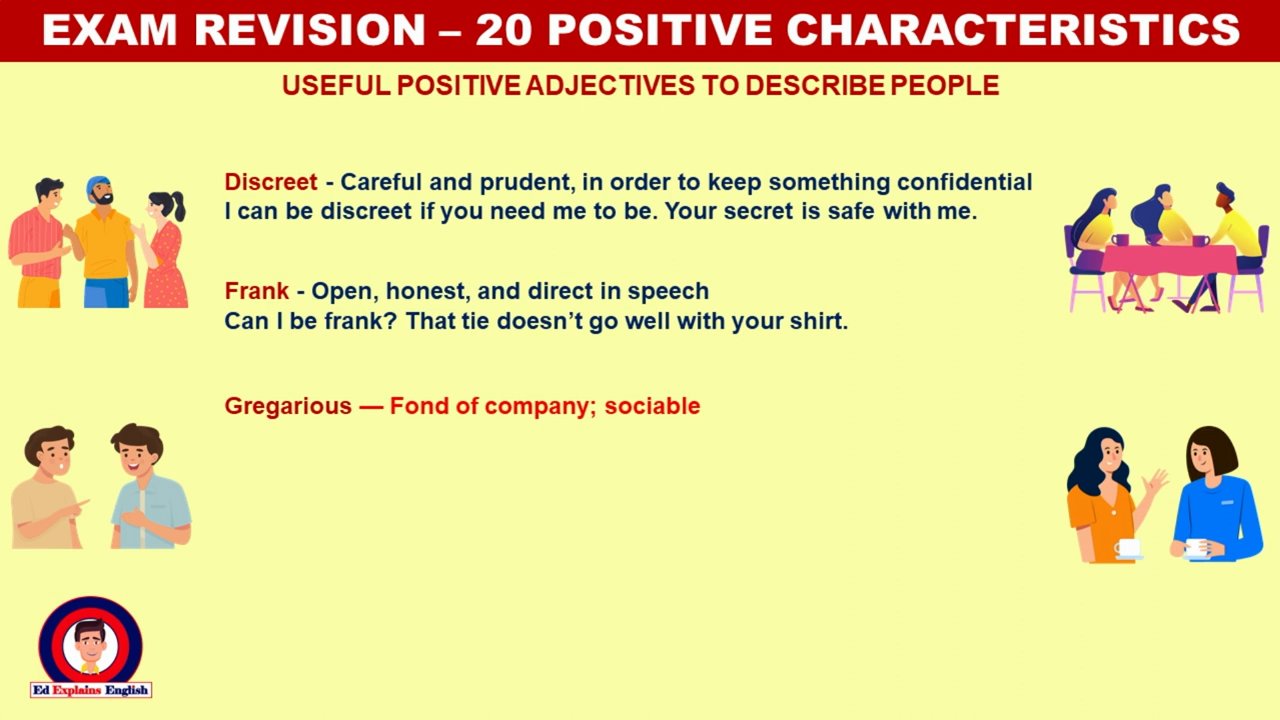 EXAM REVISION – 20 POSITIVE CHARACTERISTICS
USEFUL POSITIVE ADJECTIVES TO DESCRIBE PEOPLE
Discreet - Careful and prudent, in order to keep something confidential
I can be discreet if you need me to be. Your secret is safe with me.
Frank - Open, honest, and direct in speech
Can I be frank? That tie doesn’t go well with your shirt.
Gregarious — Fond of company; sociable
Ed Explains English